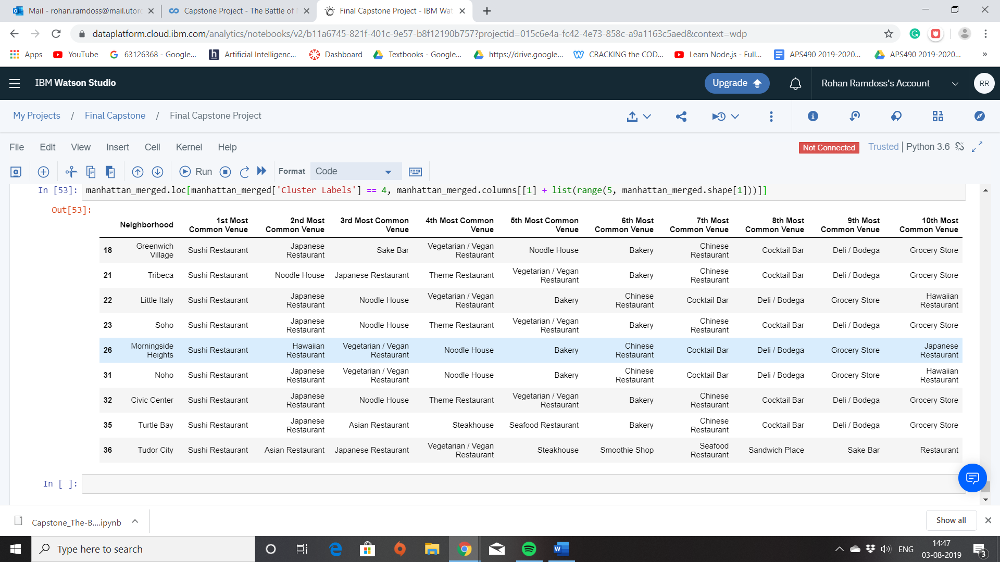 Mail - rohan.ramdoss@mail.utoro
Capstone Project - The Battle of
Final Capstone Project - IBM Wat
dataplatform.cloud.ibm.com/analytics/notebooks/v2/b11a6745-821f-401c-9e57-b8f12190b757?projectid=015c6e4a-fc42-4e73-858c-a9a1163c5aed&context=wdp
Apps YouTube 63126368 - Google... Artificial Intelligenc... Dashboard Textbooks - Google... https://drive.google... CRACKING the COD... Learn Node.js - Full... APS490 2019-2020... APS490 2019-2020... »
IBM Watson Studio Upgrade Rohan Ramdoss's Account RR
My Projects / Final Capstone / Final Capstone Project
File Edit View Insert Cell Kernel Help Not Connected Trusted | Python 3.6
Run Format Code
In [53]: manhattan_merged.loc[manhattan_merged['Cluster Labels'] == 4, manhattan_merged.columns[[1] + list(range(5, manhattan_merged.shape[1]))]]
Out[53]:
Neighborhood 1st Most Common Venue 2nd Most Common Venue 3rd Most Common Venue 4th Most Common Venue 5th Most Common Venue 6th Most Common Venue 7th Most Common Venue 8th Most Common Venue 9th Most Common Venue 10th Most Common Venue
18 Greenwich Village Sushi Restaurant Japanese Restaurant Sake Bar Vegetarian / Vegan Restaurant Noodle House Bakery Chinese Restaurant Cocktail Bar Deli / Bodega Grocery Store
21 Tribeca Sushi Restaurant Noodle House Japanese Restaurant Theme Restaurant Vegetarian / Vegan Restaurant Bakery Chinese Restaurant Cocktail Bar Deli / Bodega Grocery Store
22 Little Italy Sushi Restaurant Japanese Restaurant Noodle House Vegetarian / Vegan Restaurant Bakery Chinese Restaurant Cocktail Bar Deli / Bodega Grocery Store Hawaiian Restaurant
23 Soho Sushi Restaurant Japanese Restaurant Noodle House Theme Restaurant Vegetarian / Vegan Restaurant Bakery Chinese Restaurant Cocktail Bar Deli / Bodega Grocery Store
26 Morningside Heights Sushi Restaurant Hawaiian Restaurant Vegetarian / Vegan Restaurant Noodle House Bakery Chinese Restaurant Cocktail Bar Deli / Bodega Grocery Store Japanese Restaurant
31 Noho Sushi Restaurant Japanese Restaurant Vegetarian / Vegan Restaurant Noodle House Bakery Chinese Restaurant Cocktail Bar Deli / Bodega Grocery Store Hawaiian Restaurant
32 Civic Center Sushi Restaurant Japanese Restaurant Noodle House Theme Restaurant Vegetarian / Vegan Restaurant Bakery Chinese Restaurant Cocktail Bar Deli / Bodega Grocery Store
35 Turtle Bay Sushi Restaurant Japanese Restaurant Asian Restaurant Steakhouse Seafood Restaurant Bakery Chinese Restaurant Cocktail Bar Deli / Bodega Grocery Store
36 Tudor City Sushi Restaurant Asian Restaurant Japanese Restaurant Vegetarian / Vegan Restaurant Steakhouse Smoothie Shop Seafood Restaurant Sandwich Place Sake Bar Restaurant
In [ ]:
Capstone_The-B....ipynb Show all
Type here to search ENG 14:47
03-08-2019 3